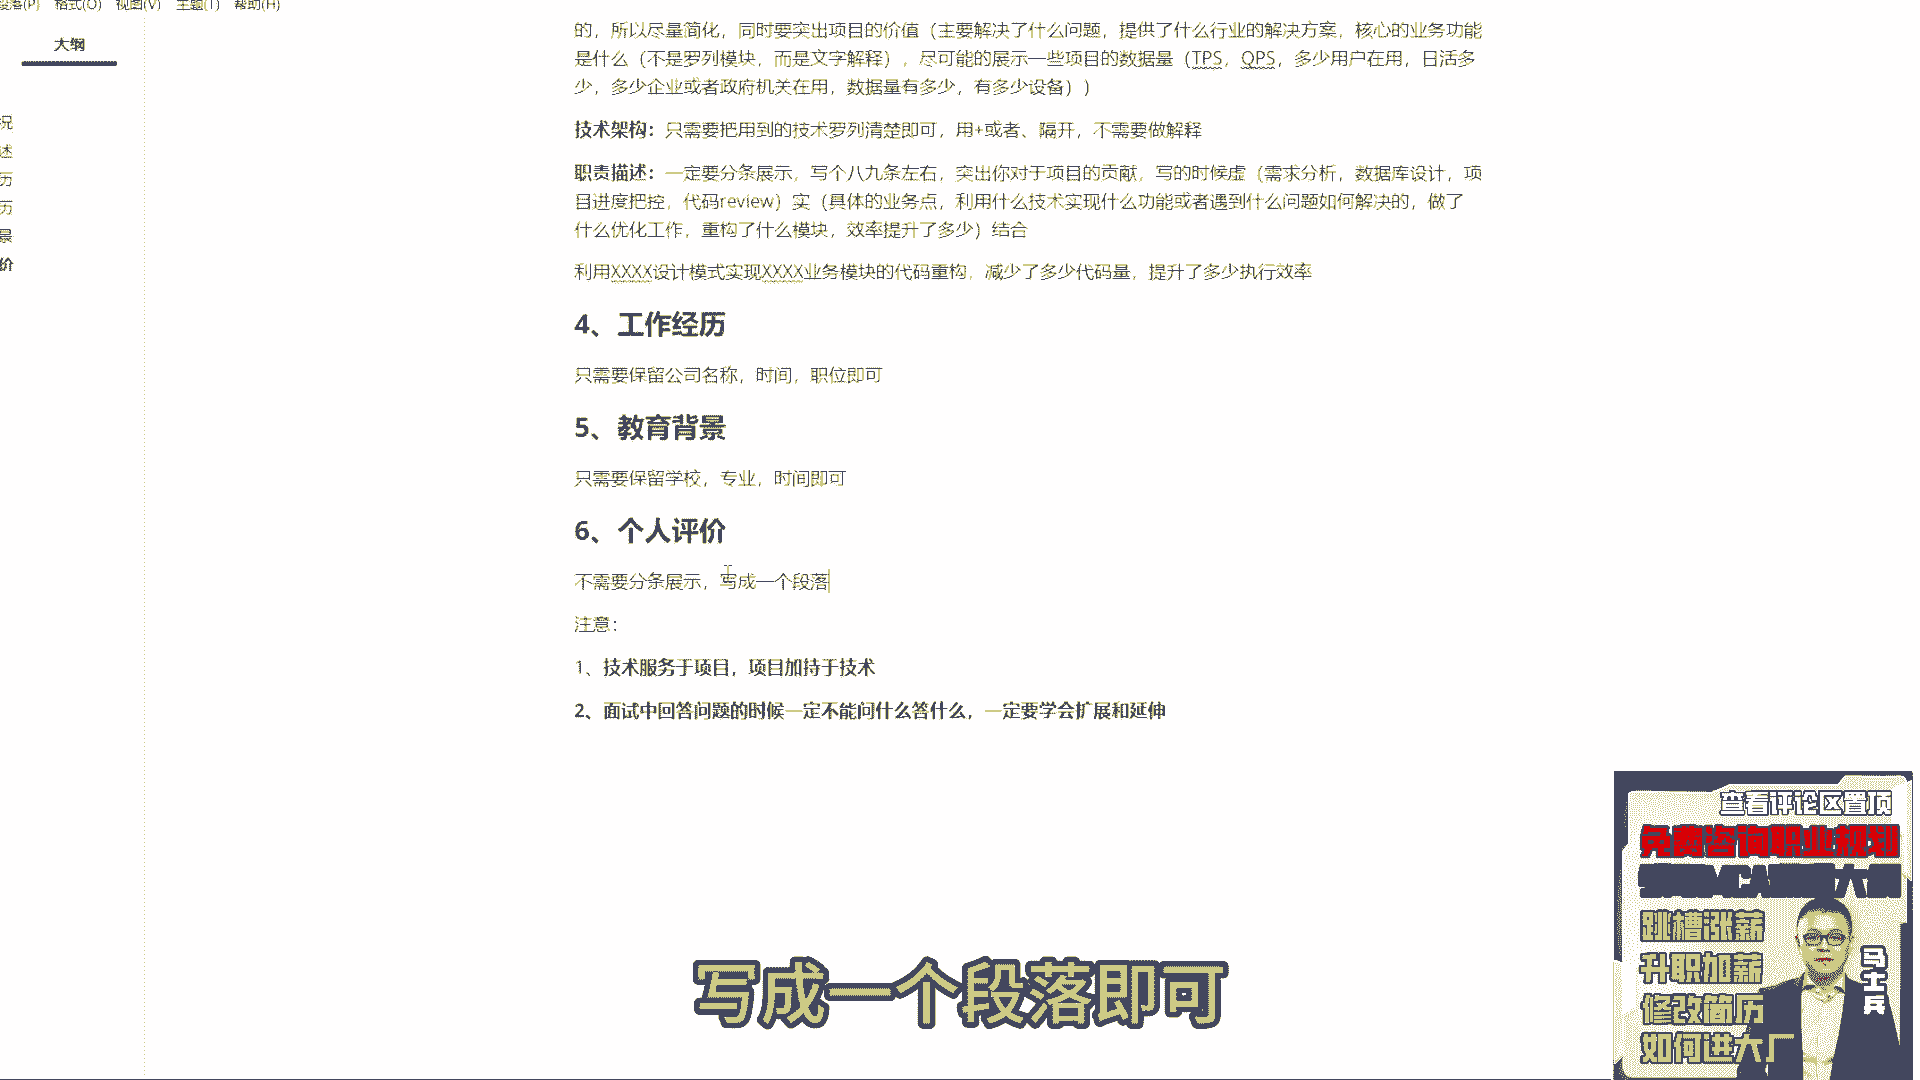 段落(P) 格式(O) 视图(V) 主题(T) 帮助(H)
大纲
况
述
历
历
景
价
的，所以尽量简化，同时要突出项目的价值（主要解决了什么问题，提供了什么行业的解决方案，核心的业务功能
是什么（不是罗列模块，而是文字解释），尽可能的展示一些项目的数据量（TPS，QPS，多少用户在用，日活多
少，多少企业或者政府机关在用，数据量有多少，有多少设备））
技术架构：只需要把用到的技术罗列清楚即可，用+或者、隔开，不需要做解释
职责描述：一定要分条展示，写个八九条左右，突出你对于项目的贡献，写的时候虚（需求分析，数据库设计，项
目进度把控，代码review）实（具体的业务点，利用什么技术实现什么功能或者遇到什么问题如何解决的，做了
什么优化工作，重构了什么模块，效率提升了多少）结合
利用XXXX设计模式实现XXXX业务模块的代码重构，减少了多少代码量，提升了多少执行效率
4、工作经历
只需要保留公司名称，时间，职位即可
5、教育背景
只需要保留学校，专业，时间即可
6、个人评价
不需要分条展示，写成一个段落
注意：
1、技术服务于项目，项目加持于技术
2、面试中回答问题的时候一定不能问什么答什么，一定要学会扩展和延伸
写成一个段落即可
查看评论区置顶
免费咨询职业规划
大纲
跳槽涨薪
升职加薪
修改简历
如何进大厂
马士兵